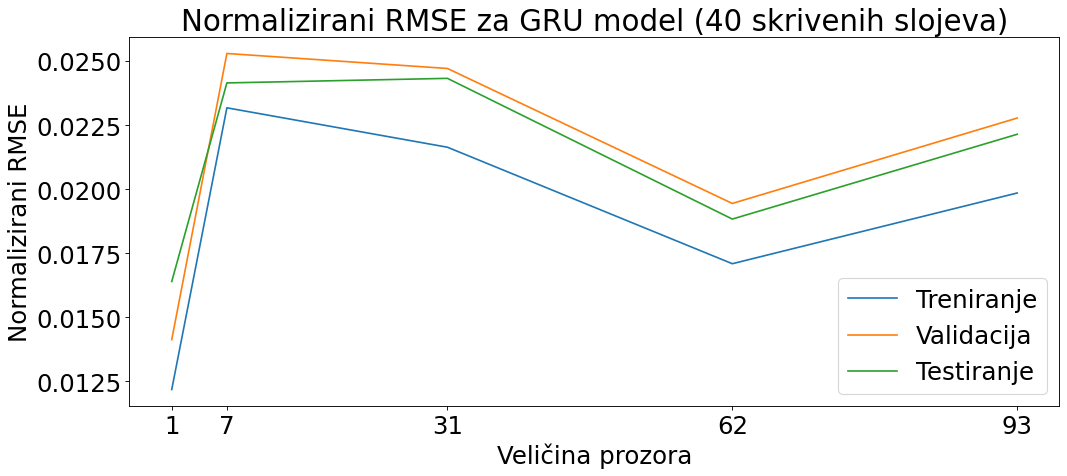 Normalizirani RMSE za GRU model (40 skrivenih slojeva)
Normalizirani RMSE
0.0250
0.0225
0.0200
0.0175
0.0150
0.0125
Treniranje
Validacija
Testiranje
1 7 31 62 93
Veličina prozora